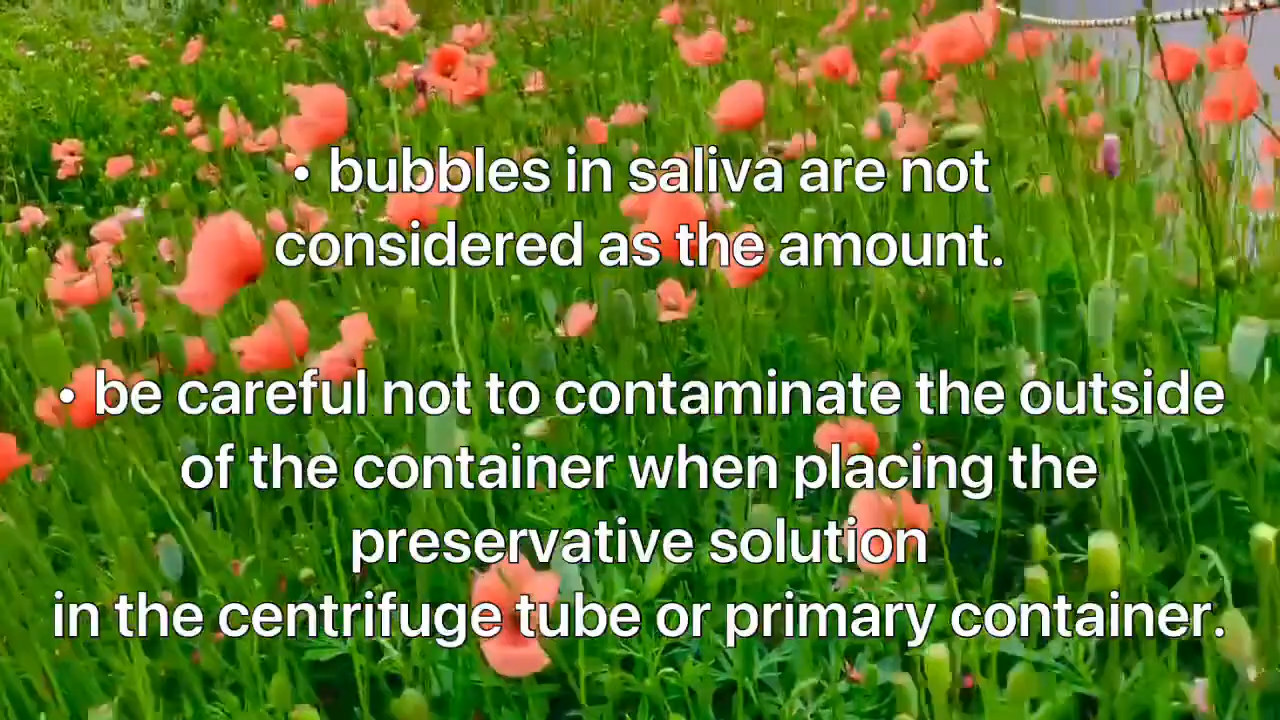 • bubbles in saliva are not
considered as the amount.
• be careful not to contaminate the outside
of the container when placing the
preservative solution
in the centrifuge tube or primary container.